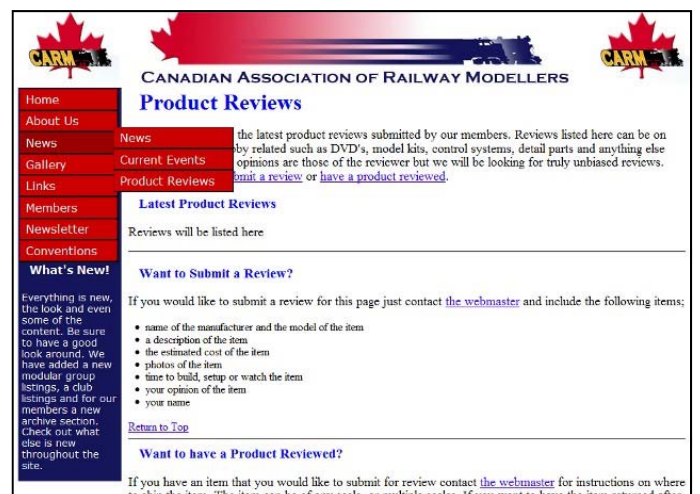 CARM
CARM
CANADIAN ASSOCIATION OF RAILWAY MODELLERS
Home
About Us
News
Gallery
Links
Members
Newsletter
Conventions
News
Current Events
Product Reviews
What's New!
Everything is new,
the look and even
some of the
content. Be sure
to have a good
look around. We
have added a new
modular group
listings, a club
listings and for our
members a new
archive section.
Check out what
else is new
throughout the
site.
Product Reviews
the latest product reviews submitted by our members. Reviews listed here can be on
related such as DVD's, model kits, control systems, detail parts and anything else
opinions are those of the reviewer but we will be looking for truly unbiased reviews.
a review or have a product reviewed.
Latest Product Reviews
Reviews will be listed here
Want to Submit a Review?
If you would like to submit a review for this page just contact the webmaster and include the following items;
• name of the manufacturer and the model of the item
• a description of the item
• the estimated cost of the item
• photos of the item
• time to build, setup or watch the item
• your opinion of the item
• your name
Return to Top
Want to have a Product Reviewed?
If you have an item that you would like to submit for review contact the webmaster for instructions on where